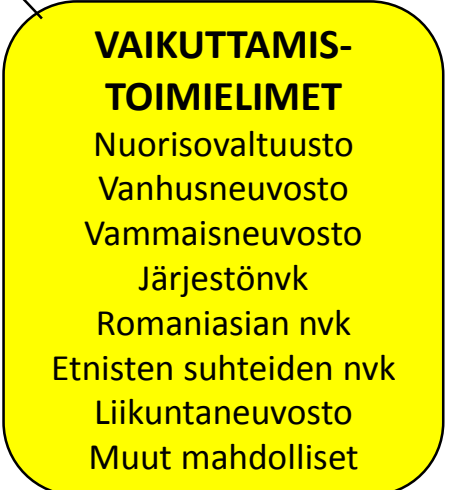 VAIKUTTAMIS-
TOIMIELIMET
Nuorisovaltuusto
Vanhusneuvosto
Vammaisneuvosto
Järjestönvk
Romaniasian nvk
Etnisten suhteiden nvk
Liikuntaneuvosto
Muut mahdolliset